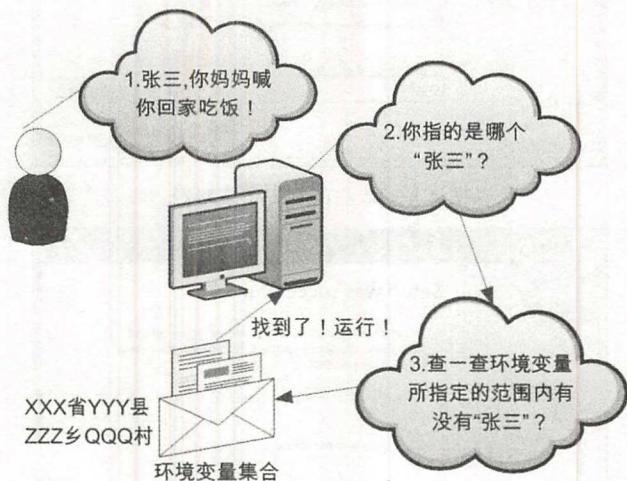 1.张三,你妈妈喊
你回家吃饭！
2.你指的是哪个
“张三”？
找到了！运行！
3.查一查环境变量
所指定的范围内有
没有“张三”？
XXX省YYY县
ZZZ乡QQQ村
环境变量集合